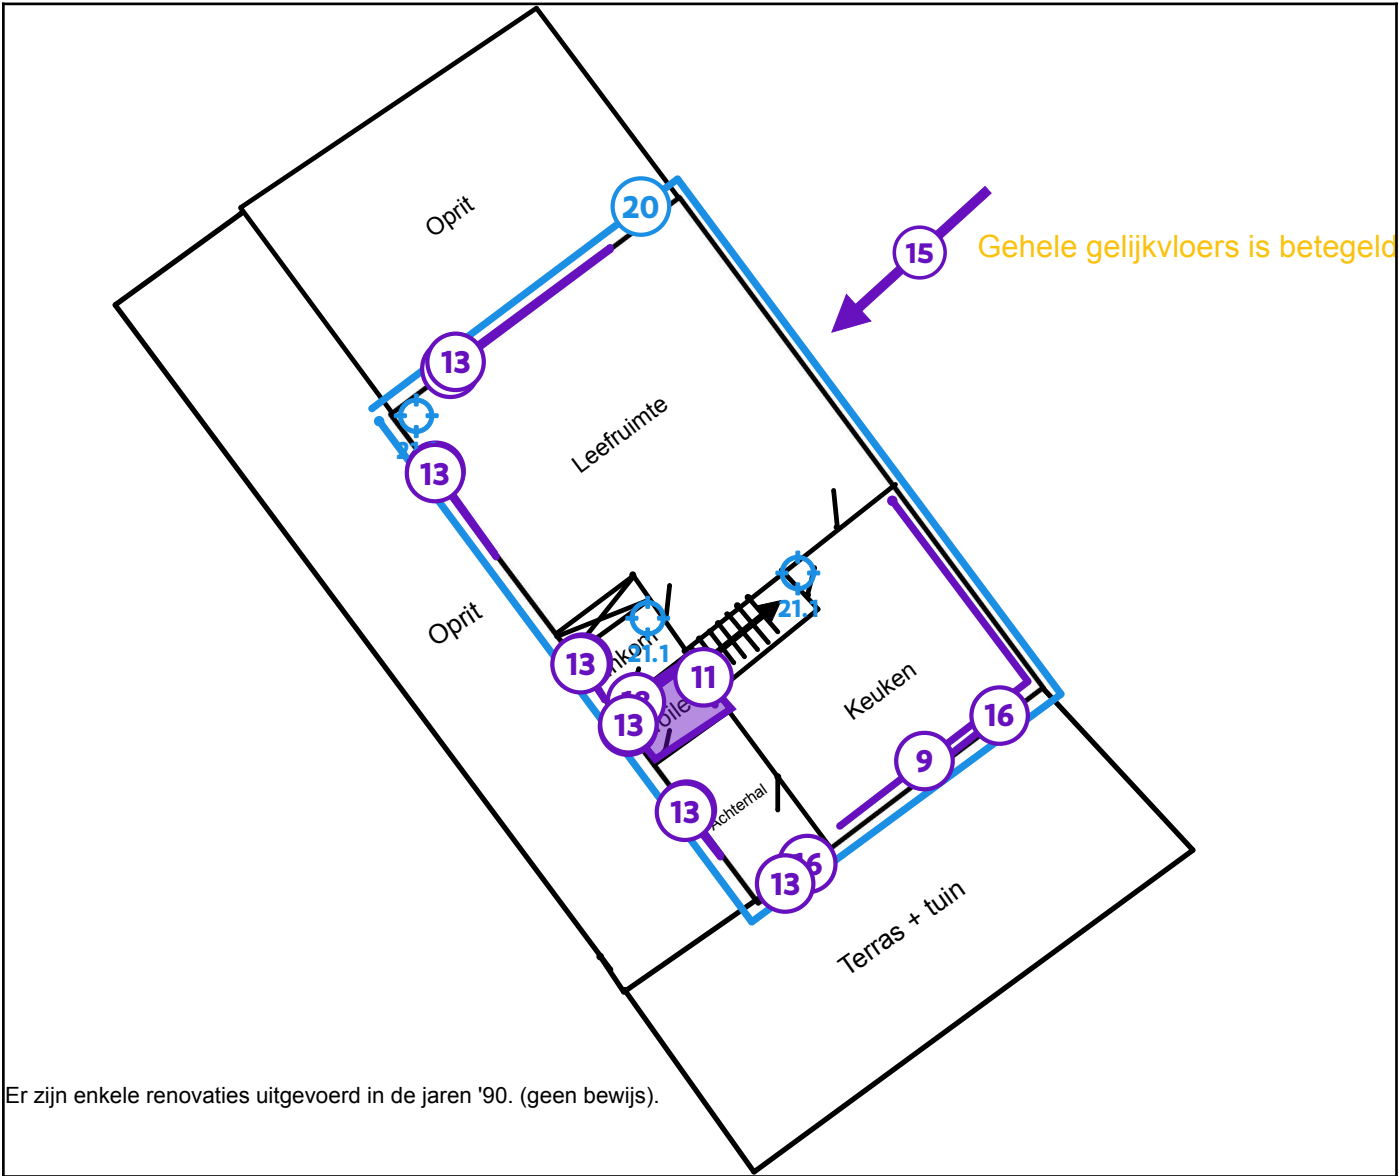 Oprit
20
15
Gehele gelijkvloers is betegeld
13
Leefruimte
13
21.1
Oprit
21.1
13
11
13
Keuken
16
9
13
Achterhal
16
13
Terras + tuin
Er zijn enkele renovaties uitgevoerd in de jaren '90. (geen bewijs).